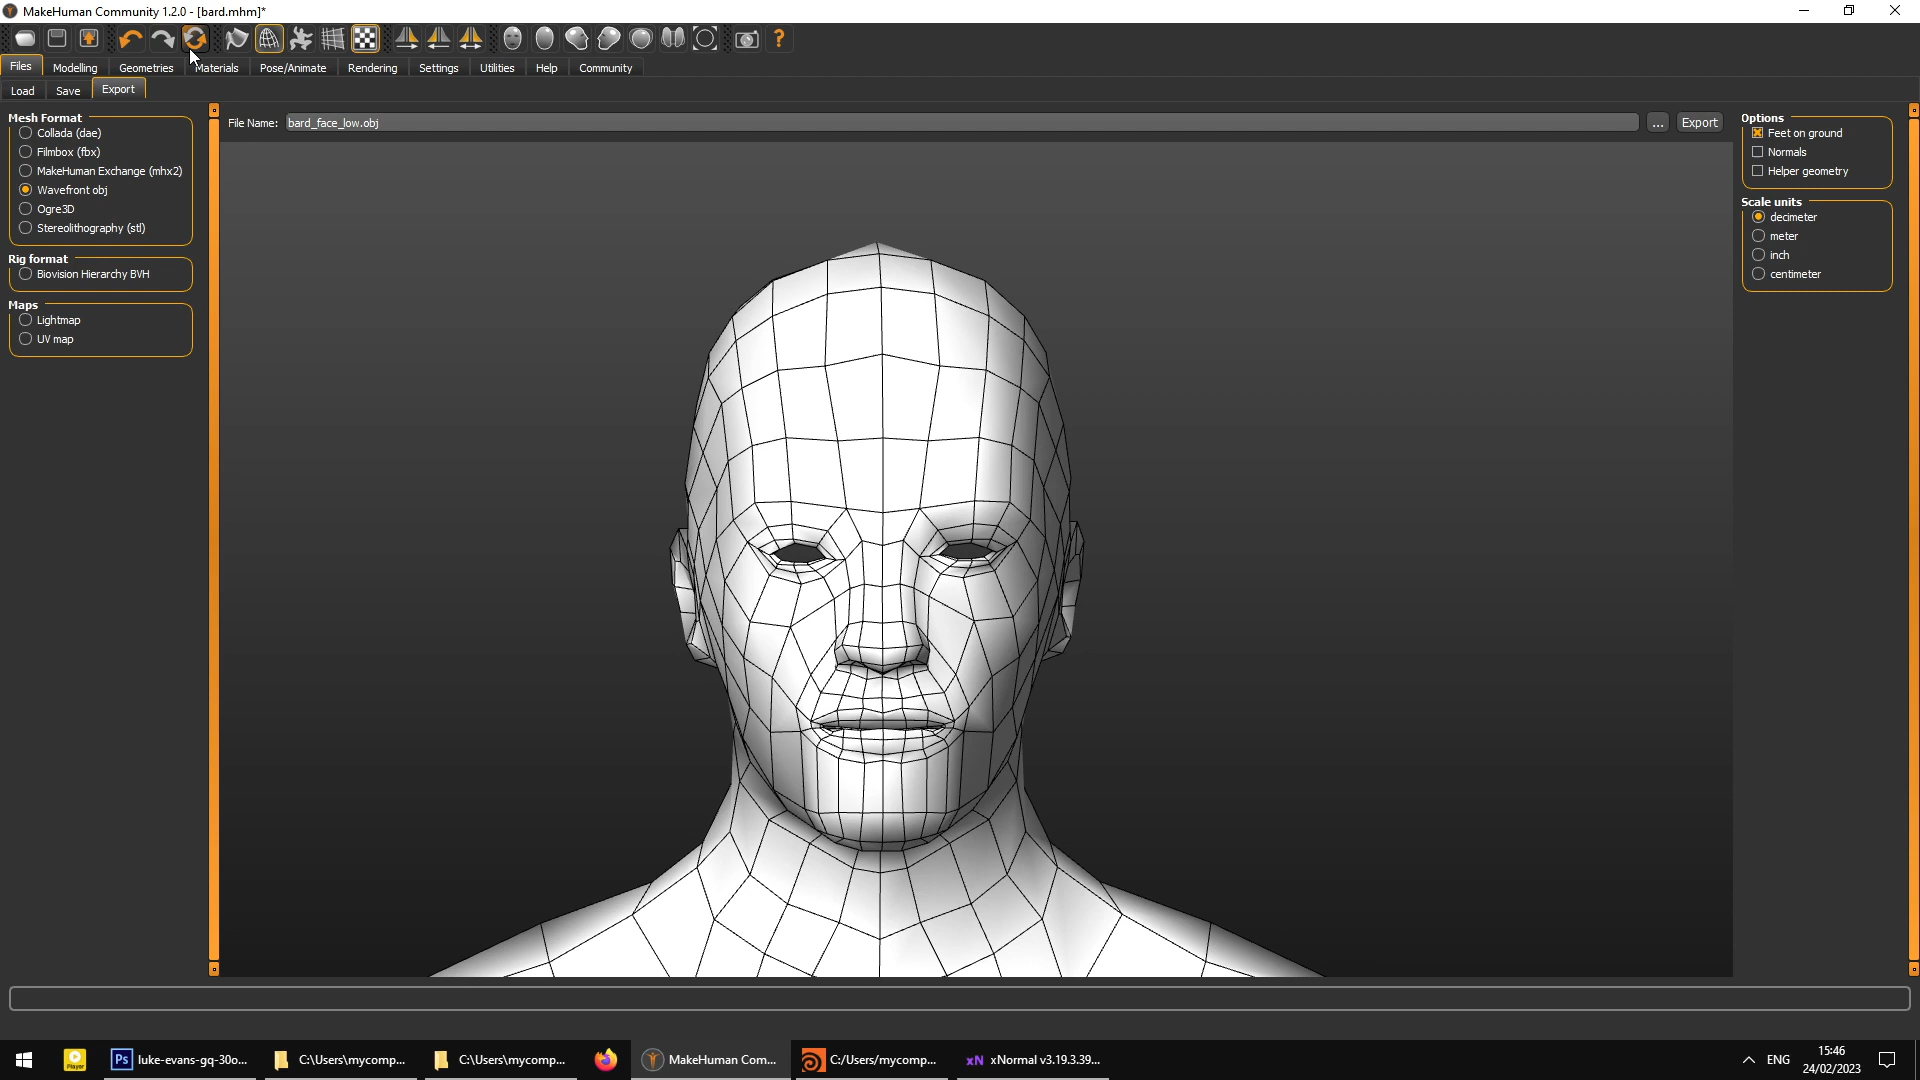 MakeHuman Community 1.2.0 - [bard.mhm]*
Files Modelling Geometries Materials Pose/Animate Rendering Settings Utilities Help Community
Load Save Export
Mesh Format
Collada (dae)
Filmbox (fbx)
MakeHuman Exchange (mhx2)
Wavefront obj
Ogre3D
Stereolithography (stl)
Rig format
Biovision Hierarchy BVH
Maps
Lightmap
UV map
File Name: bard_face_low.obj ... Export
Options
Feet on ground
Normals
Helper geometry
Scale units
decimeter
meter
inch
centimeter
Player
Ps luke-evans-gq-30o... C:\Users\mycomp... C:\Users\mycomp... MakeHuman Com... C:/Users/mycomp... xN xNormal v3.19.3.39... ENG
15:46
24/02/2023